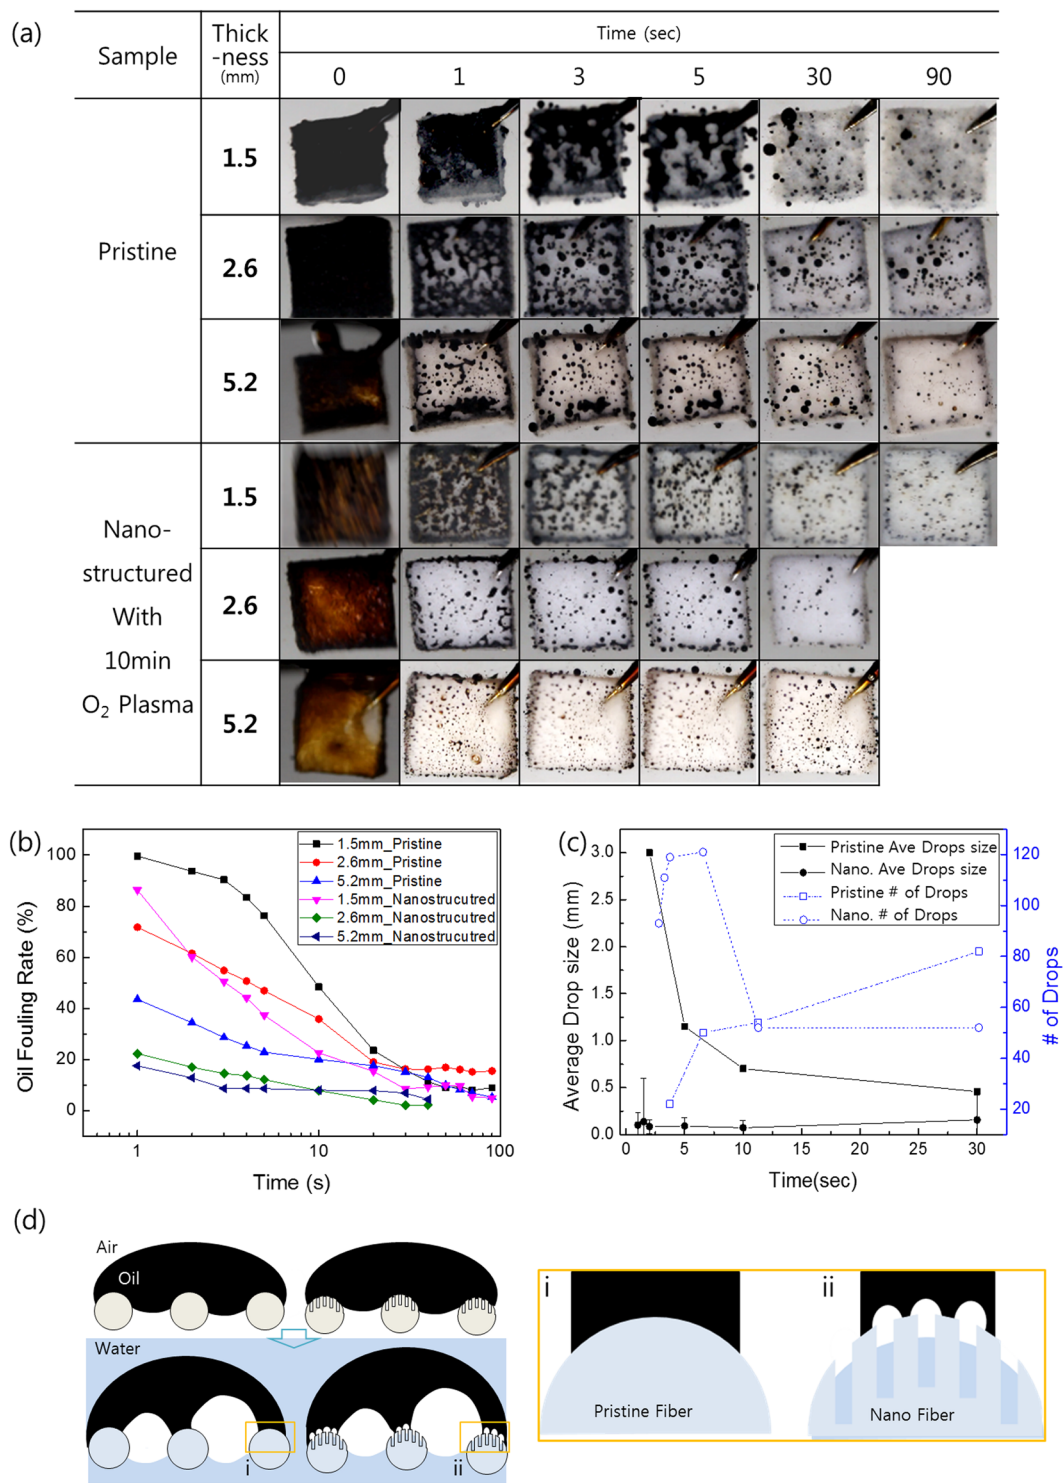 (a)
Sample
Thick
-ness
(mm)
Time (sec)
0 1 3 5 30 90
Pristine
1.5
2.6
5.2
Nano-
structured
With
10min
O₂ Plasma
1.5
2.6
5.2
(b)
Oil Fouling Rate (%)
100
80
60
40
20
0
1.5mm_Pristine
2.6mm_Pristine
5.2mm_Pristine
1.5mm_Nanostrucutred
2.6mm_Nanostrucutred
5.2mm_Nanostrucutred
1 10 100
Time (s)
(c)
Average Drop size (mm)
3.0
2.5
2.0
1.5
1.0
0.5
0.0
Pristine Ave Drops size
Nano. Ave Drops size
Pristine # of Drops
Nano. # of Drops
120
100
80
60
40
20
# of Drops
0 5 10 15 20 25 30
Time(sec)
(d)
Air
Oil
Water
i
ii
i
Pristine Fiber
ii
Nano Fiber